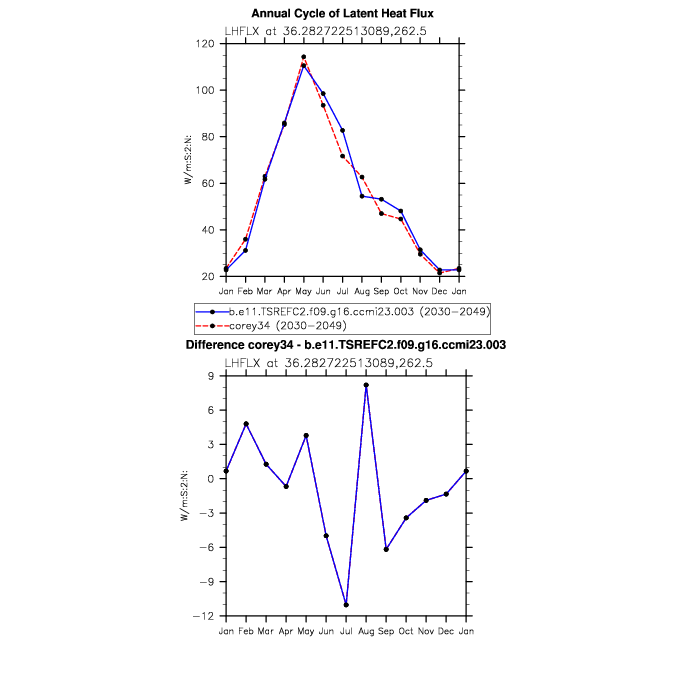 Annual Cycle of Latent Heat Flux
LHFLX at 36.282722513089,262.5
120
100
80
60
40
20
W/m:S:2:N:
Jan Feb Mar Apr May Jun Jul Aug Sep Oct Nov Dec Jan
b.e11.TSREFC2.f09.g16.ccmi23.003 (2030-2049)
corey34 (2030-2049)
Difference corey34 - b.e11.TSREFC2.f09.g16.ccmi23.003
LHFLX at 36.282722513089,262.5
9
6
3
0
-3
-6
-9
-12
W/m:S:2:N:
Jan Feb Mar Apr May Jun Jul Aug Sep Oct Nov Dec Jan